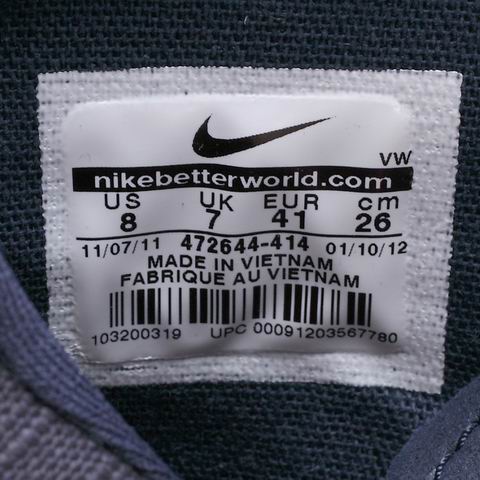 VW
nikebetterworld.com
US UK EUR cm
8 7 41 26
11/07/11 472644-414 01/10/12
MADE IN VIETNAM
FABRIQUE AU VIETNAM
103200319 UPC 00091203567780